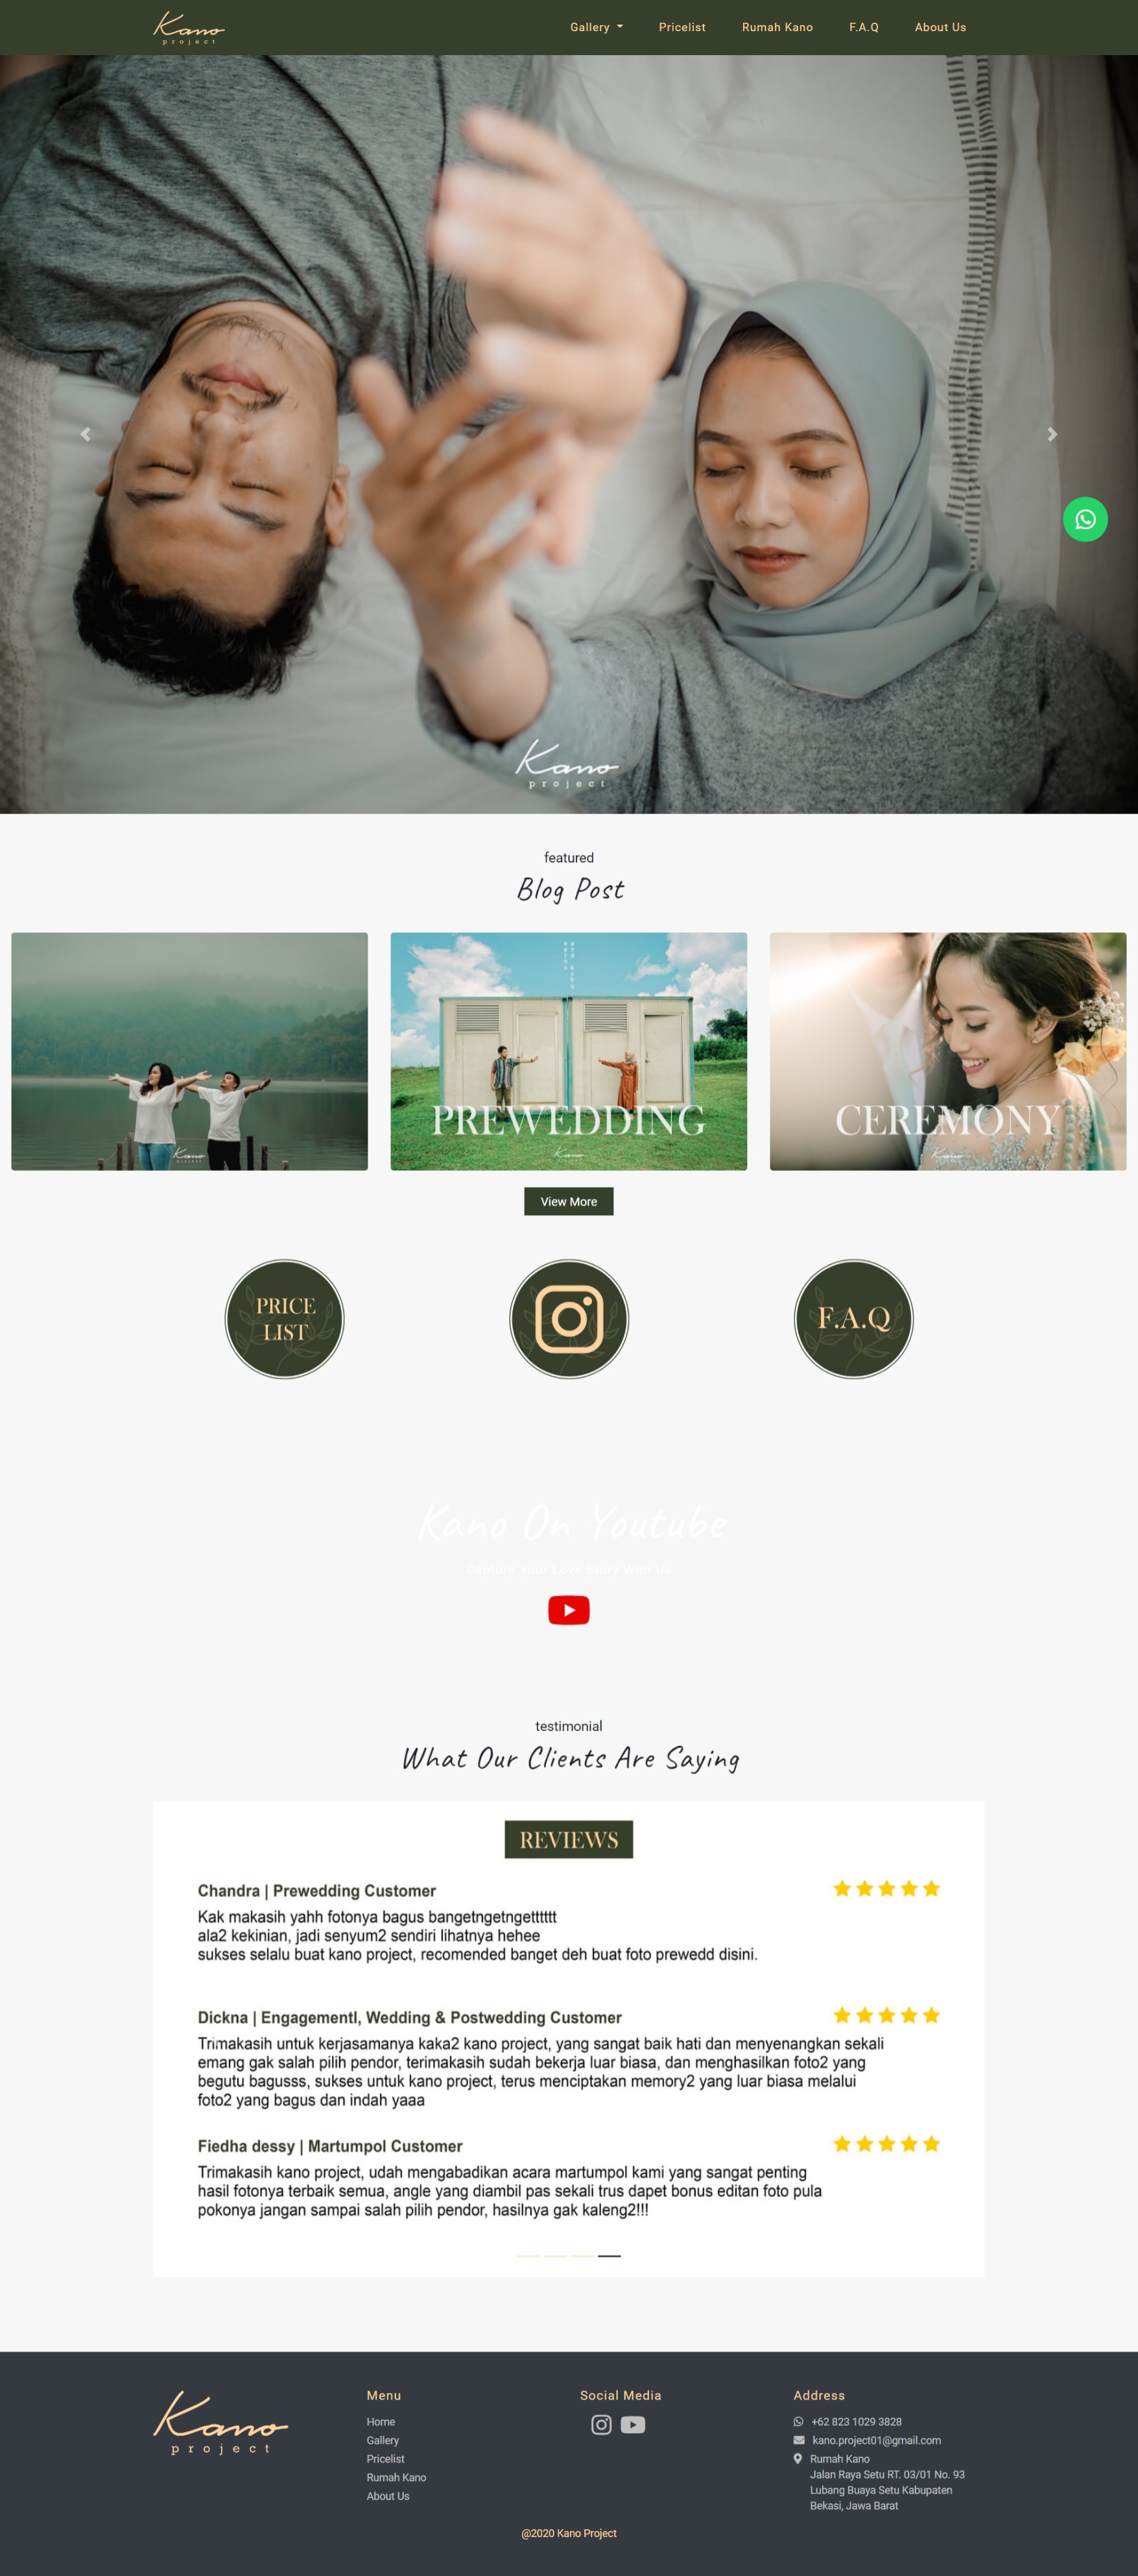 Kano
project
Gallery
Pricelist
Rumah Kano
F.A.Q
About Us
Kano
project
featured
Blog Post
Kano
PREWEDDING
Kano
CEREMONY
Kano
View More
PRICE
LIST
F.A.Q
Kano On Youtube
Capture Your Love Story With Us
testimonial
What Our Clients Are Saying
REVIEWS
Chandra | Prewedding Customer
Kak makasih yahh fotonya bagus bangetngetngetttttt
ala2 kekinian, jadi senyum2 sendiri lihatnya hehee
sukses selalu buat kano project, recomended banget deh buat foto prewedd disini.
Dickna | Engagementl, Wedding & Postwedding Customer
Trimakasih untuk kerjasamanya kaka2 kano project, yang sangat baik hati dan menyenangkan sekali
emang gak salah pilih pendor, terimakasih sudah bekerja luar biasa, dan menghasilkan foto2 yang
begutu bagusss, sukses untuk kano project, terus menciptakan memory2 yang luar biasa melalui
foto2 yang bagus dan indah yaaa
Fiedha dessy | Martumpol Customer
Trimakasih kano project, udah mengabadikan acara martumpol kami yang sangat penting
hasil fotonya terbaik semua, angle yang diambil pas sekali trus dapet bonus editan foto pula
pokonya jangan sampai salah pilih pendor, hasilnya gak kaleng2!!!
Kano
project
Menu
Home
Gallery
Pricelist
Rumah Kano
About Us
Social Media
Address
+62 823 1029 3828
kano.project01@gmail.com
Rumah Kano
Jalan Raya Setu RT. 03/01 No. 93
Lubang Buaya Setu Kabupaten
Bekasi, Jawa Barat
@2020 Kano Project